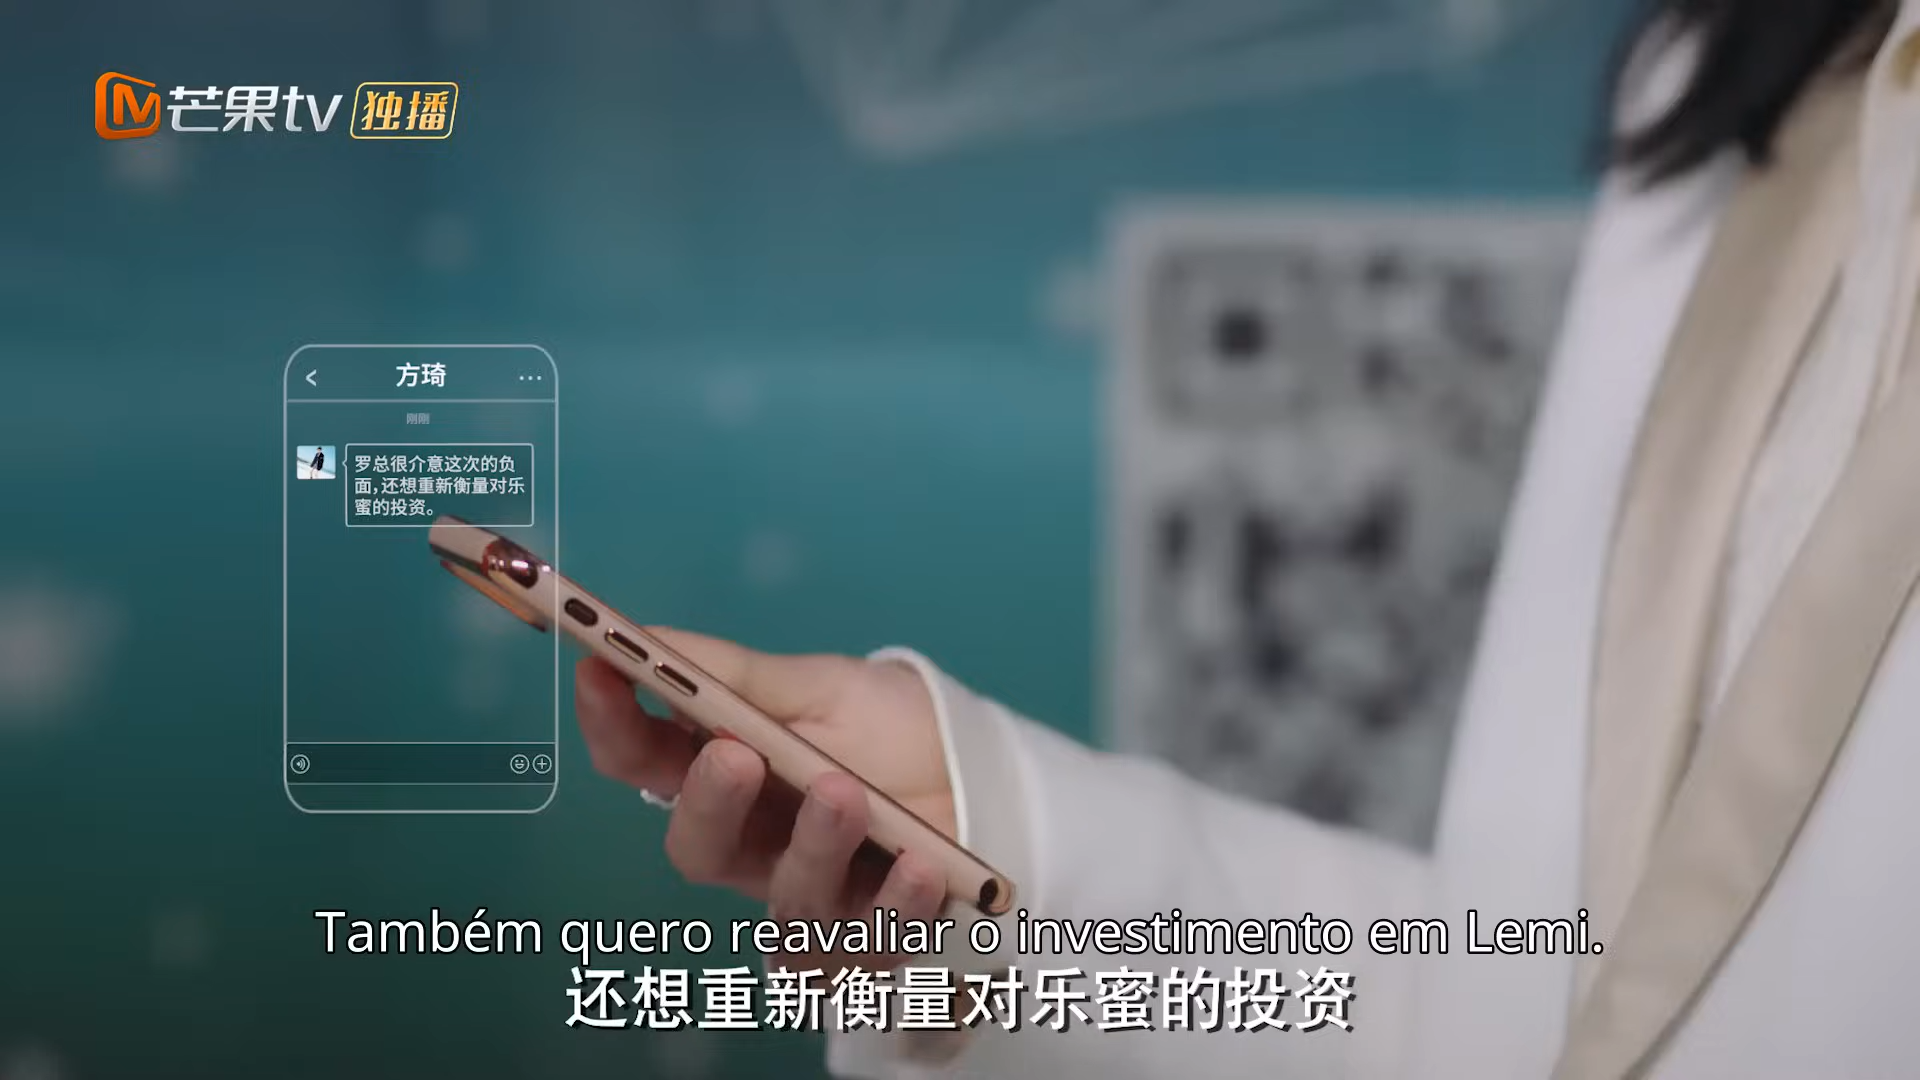 芒果tv 独播
方琦
刚刚
罗总很介意这次的负
面,还想重新衡量对乐
蜜的投资。
Também quero reavaliar o investimento em Lemi.
还想重新衡量对乐蜜的投资